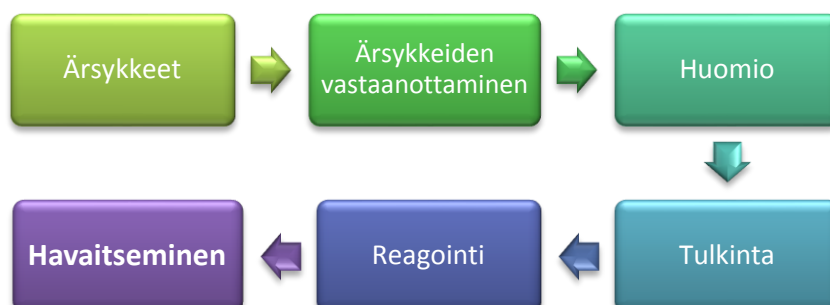 Ärsykkeet
Ärsykkeiden
vastaanottaminen
Huomio
Tulkinta
Reagointi
Havaitseminen